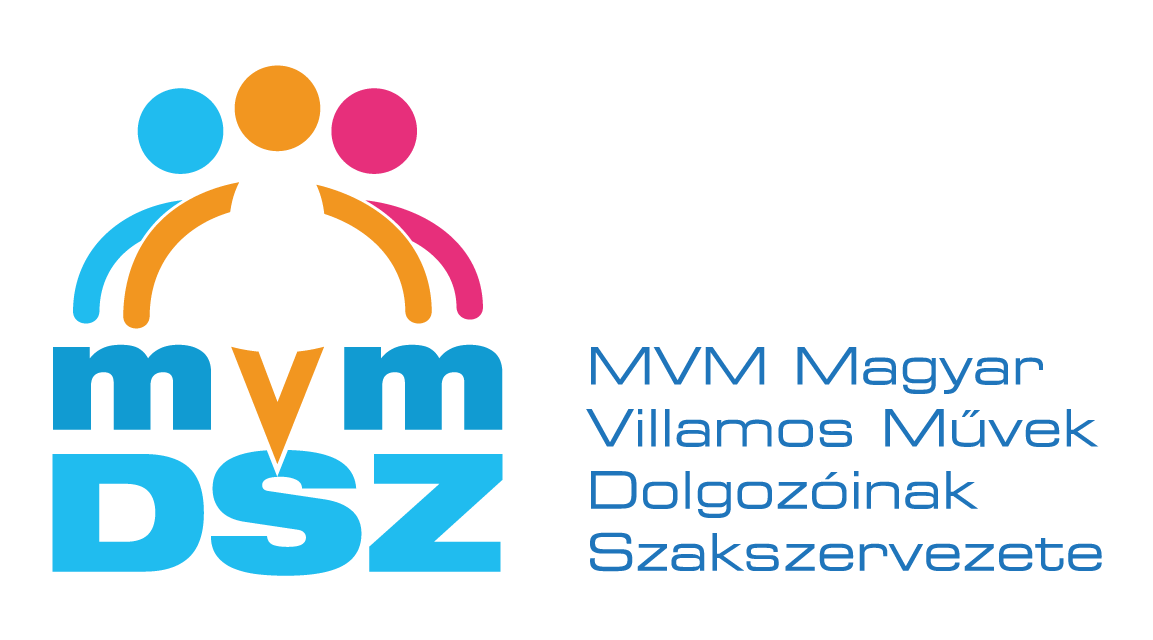 mvm
DSZ
MVM Magyar
Villamos Művek
Dolgozóinak
Szakszervezete